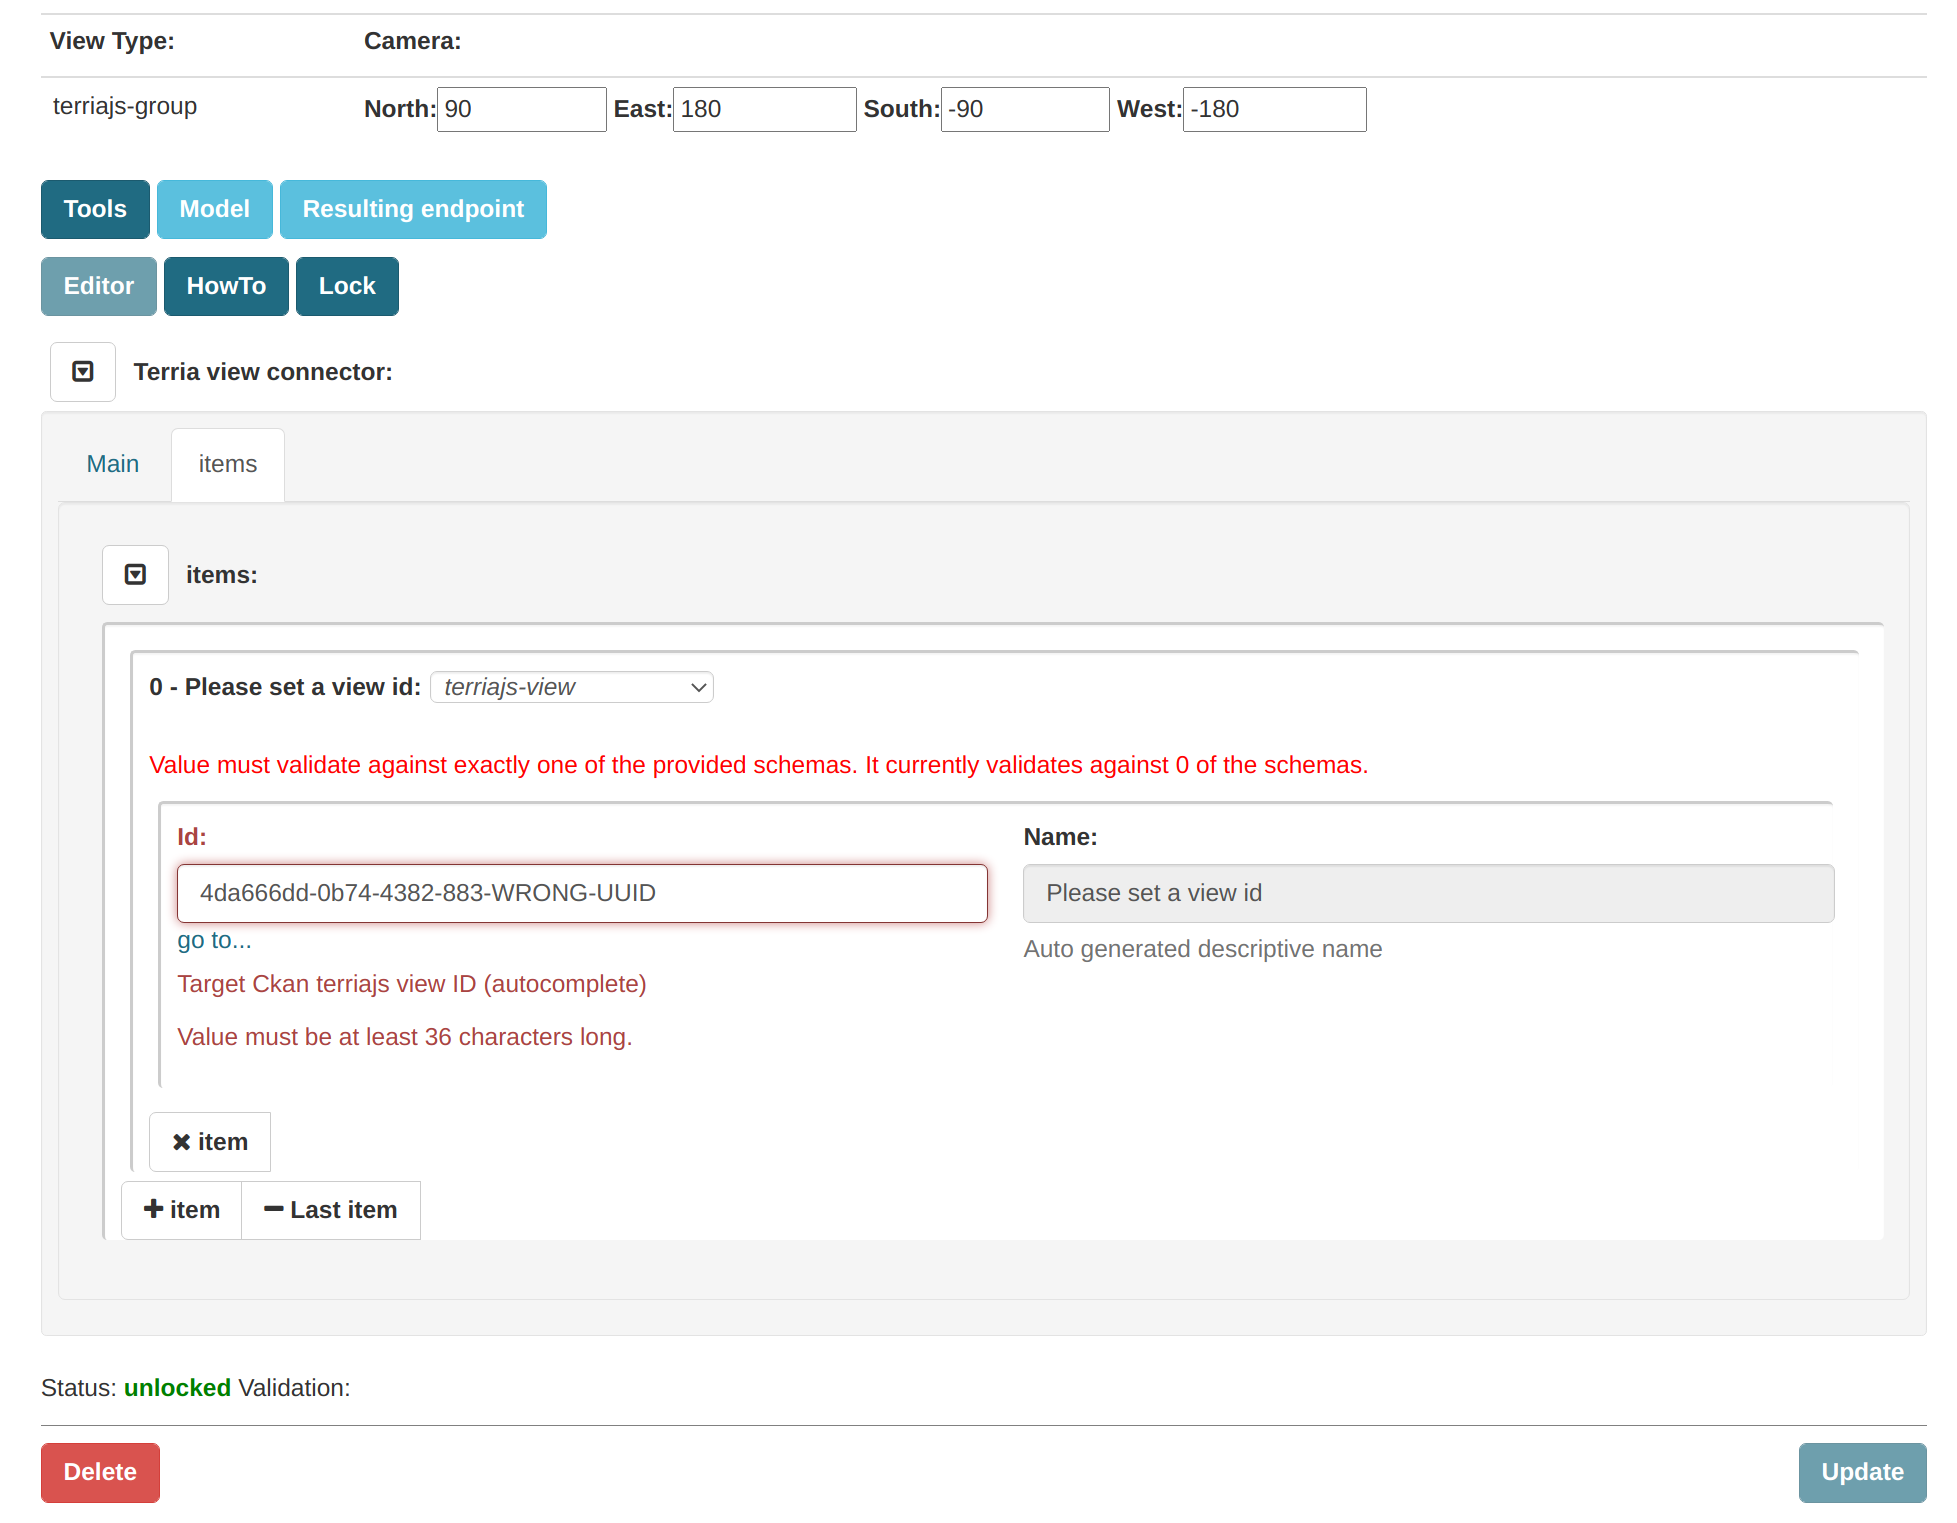 View Type: Camera:
terriajs-group North: 90 East: 180 South: -90 West: -180
Tools Model Resulting endpoint
Editor HowTo Lock
Terria view connector:
Main items
items:
0 - Please set a view id: terriajs-view
Value must validate against exactly one of the provided schemas. It currently validates against 0 of the schemas.
Id: Name:
4da666dd-0b74-4382-883-WRONG-UUID Please set a view id
go to...
Auto generated descriptive name
Target Ckan terriajs view ID (autocomplete)
Value must be at least 36 characters long.
item
item Last item
Status: unlocked Validation:
Delete Update